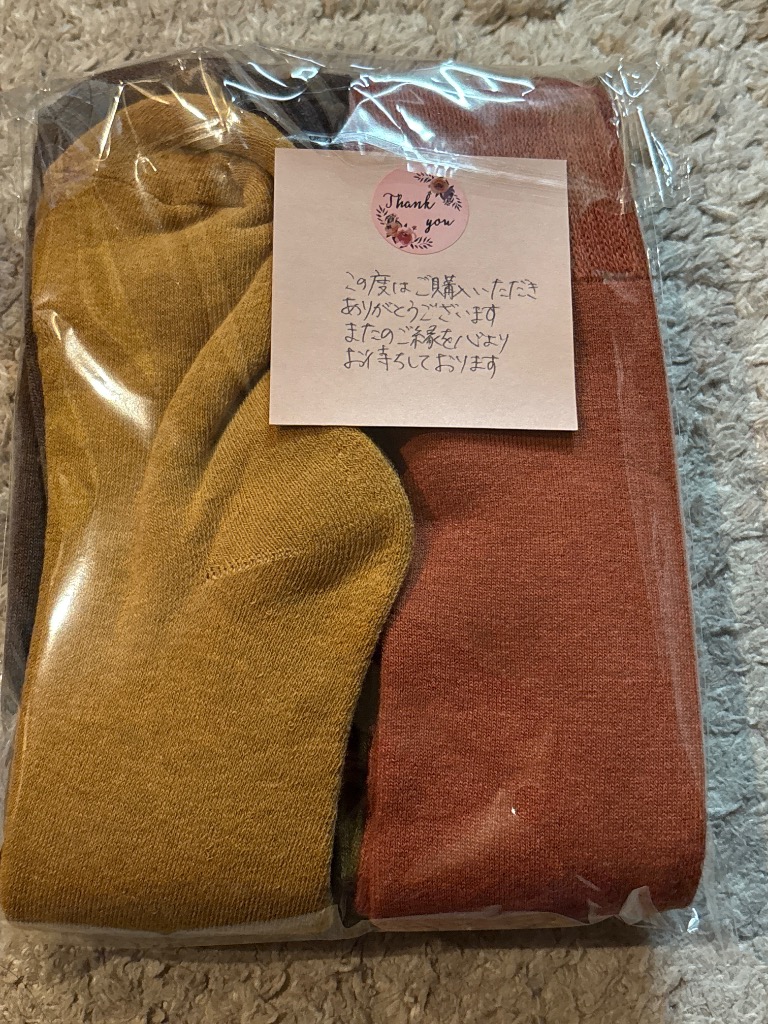 Thank
you
この度はご購入いただき
ありがとうございます
またのご縁を心より
お待ちしております